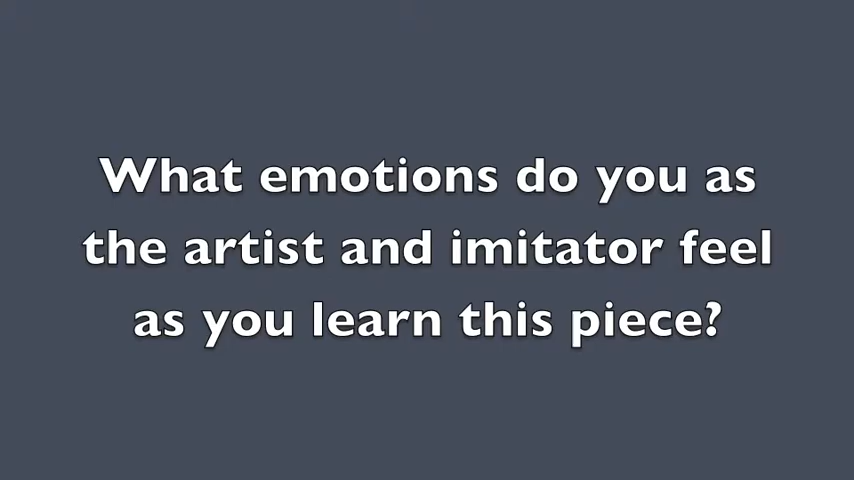 What emotions do you as
the artist and imitator feel
as you learn this piece?